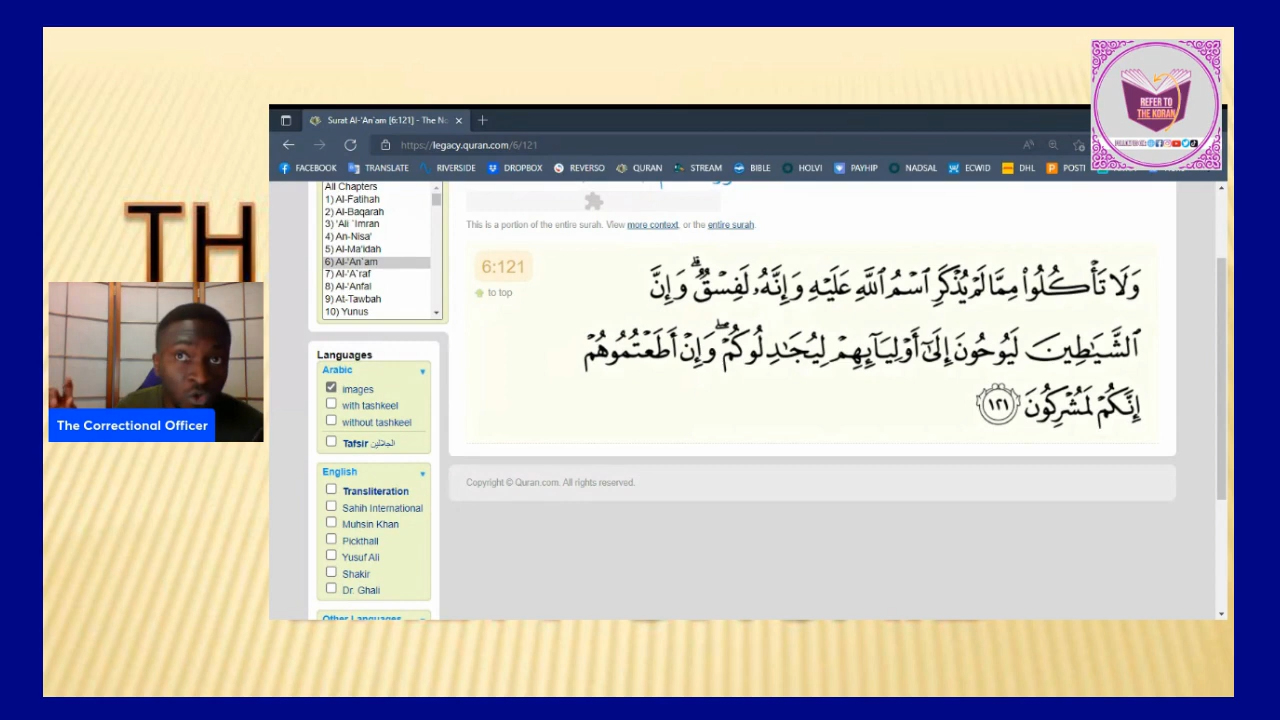 TH
REFER TO
THE KORAN
Surat Al-'An`am [6:121] - The No
https://legacy.quran.com/6/121
FACEBOOK TRANSLATE RIVERSIDE DROPBOX REVERSO QURAN STREAM BIBLE HOLVI PAYHIP NADSAL ECWID DHL POSTI
All Chapters
1) Al-Fatihah
2) Al-Baqarah
3) 'Ali `Imran
4) An-Nisa'
5) Al-Ma'idah
6) Al-'An`am
7) Al-'A`raf
8) Al-'Anfal
9) At-Tawbah
10) Yunus
This is a portion of the entire surah. View more context, or the entire surah.
6:121
to top
وَلَا تَأْكُلُوا۟ مِمَّا لَمْ يُذْكَرِ ٱسْمُ ٱللَّهِ عَلَيْهِ وَإِنَّهُۥ لَفِسْقٌۗ وَإِنَّ
ٱلشَّيَٰطِينَ لَيُوحُونَ إِلَىٰٓ أَوْلِيَآئِهِمْ لِيُجَٰدِلُوكُمْۖ وَإِنْ أَطَعْتُمُوهُمْ
إِنَّكُمْ لَمُشْرِكُونَ ١٢١
The Correctional Officer
Languages
Arabic
images
with tashkeel
without tashkeel
Tafsir الجلالين
English
Transliteration
Sahih International
Muhsin Khan
Pickthall
Yusuf Ali
Shakir
Dr. Ghali
Other Languages
Copyright © Quran.com. All rights reserved.